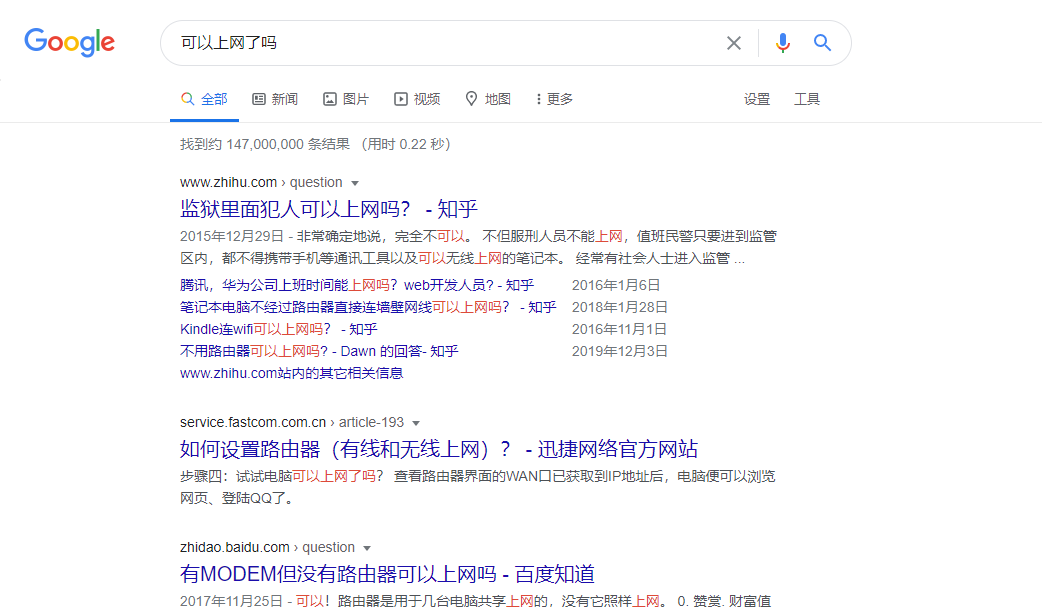 Google 可以上网了吗
全部 新闻 图片 视频 地图 更多 设置 工具
找到约 147,000,000 条结果 （用时 0.22 秒）
www.zhihu.com › question
监狱里面犯人可以上网吗？ - 知乎
2015年12月29日 - 非常确定地说，完全不可以。 不但服刑人员不能上网，值班民警只要进到监管
区内，都不得携带手机等通讯工具以及可以无线上网的笔记本。 经常有社会人士进入监管 ...
腾讯，华为公司上班时间能上网吗？web开发人员? - 知乎 2016年1月6日
笔记本电脑不经过路由器直接连墙壁网线可以上网吗？ - 知乎 2018年1月28日
Kindle连wifi可以上网吗？ - 知乎 2016年11月1日
不用路由器可以上网吗? - Dawn 的回答- 知乎 2019年12月3日
www.zhihu.com站内的其它相关信息
service.fastcom.com.cn › article-193
如何设置路由器（有线和无线上网）？ - 迅捷网络官方网站
步骤四：试试电脑可以上网了吗？ 查看路由器界面的WAN口已获取到IP地址后，电脑便可以浏览
网页、登陆QQ了。
zhidao.baidu.com › question
有MODEM但没有路由器可以上网吗 - 百度知道
2017年11月25日 - 可以！路由器是用于几台电脑共享上网的，没有它照样上网。 0. 赞赏. 财富值